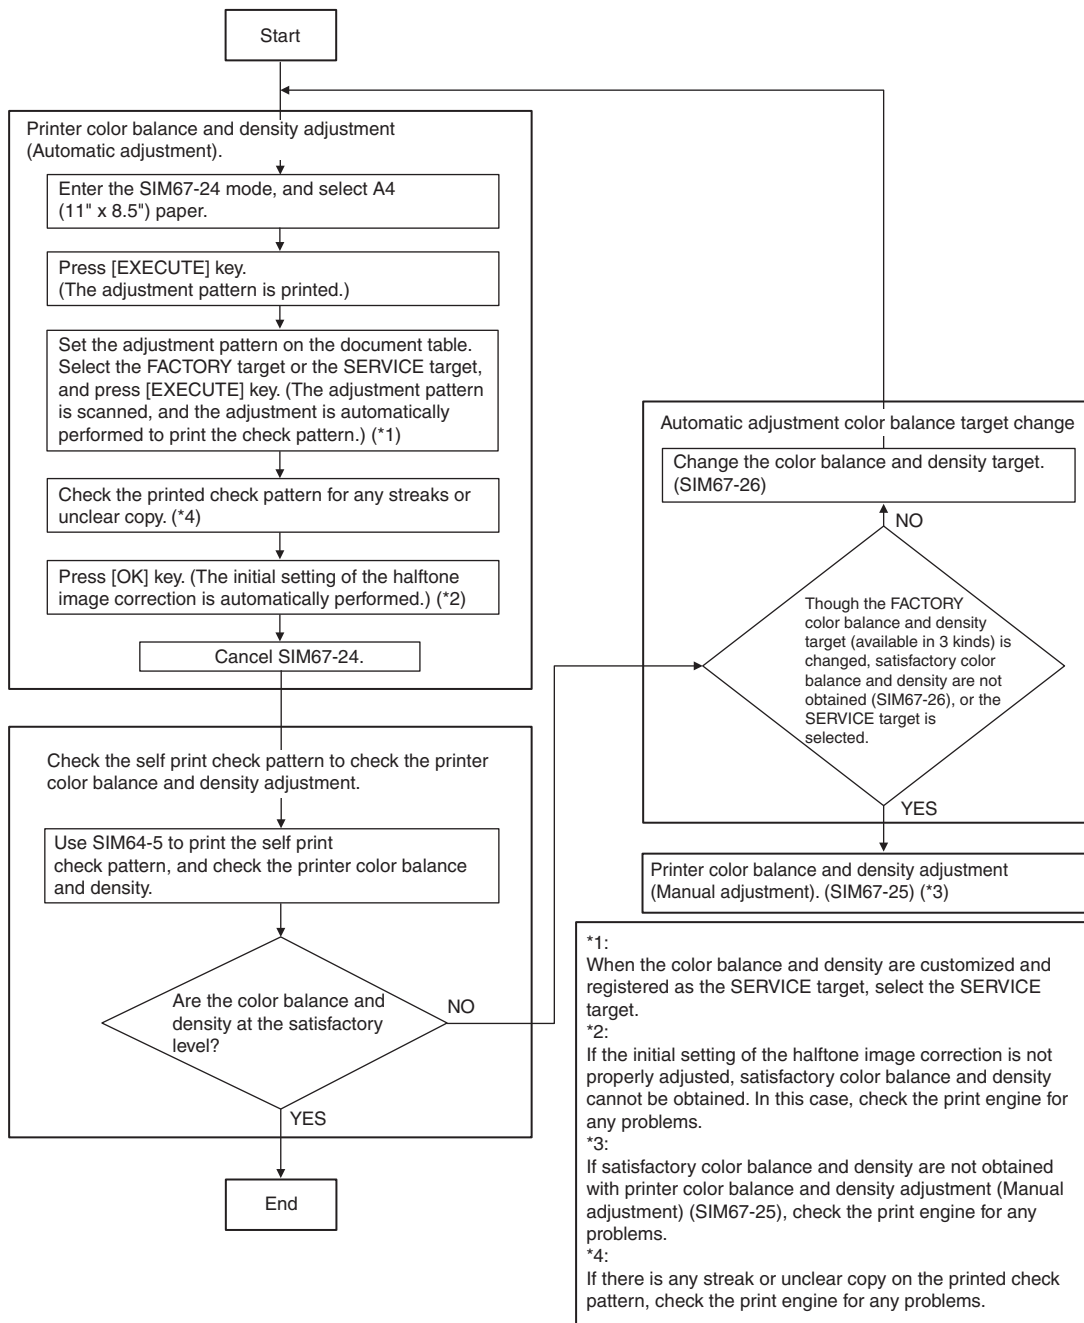 Start
Printer color balance and density adjustment
(Automatic adjustment).
Enter the SIM67-24 mode, and select A4
(11" x 8.5") paper.
Press [EXECUTE] key.
(The adjustment pattern is printed.)
Set the adjustment pattern on the document table.
Select the FACTORY target or the SERVICE target,
and press [EXECUTE] key. (The adjustment pattern
is scanned, and the adjustment is automatically
performed to print the check pattern.) (*1)
Check the printed check pattern for any streaks or
unclear copy. (*4)
Press [OK] key. (The initial setting of the halftone
image correction is automatically performed.) (*2)
Cancel SIM67-24.
Check the self print check pattern to check the printer
color balance and density adjustment.
Use SIM64-5 to print the self print
check pattern, and check the printer color balance
and density.
Are the color balance and
density at the satisfactory
level?
NO
YES
End
Automatic adjustment color balance target change
Change the color balance and density target.
(SIM67-26)
NO
Though the FACTORY
color balance and density
target (available in 3 kinds) is
changed, satisfactory color
balance and density are not
obtained (SIM67-26), or the
SERVICE target is
selected.
YES
Printer color balance and density adjustment
(Manual adjustment). (SIM67-25) (*3)
*1:
When the color balance and density are customized and
registered as the SERVICE target, select the SERVICE
target.
*2:
If the initial setting of the halftone image correction is not
properly adjusted, satisfactory color balance and density
cannot be obtained. In this case, check the print engine for
any problems.
*3:
If satisfactory color balance and density are not obtained
with printer color balance and density adjustment (Manual
adjustment) (SIM67-25), check the print engine for any
problems.
*4:
If there is any streak or unclear copy on the printed check
pattern, check the print engine for any problems.